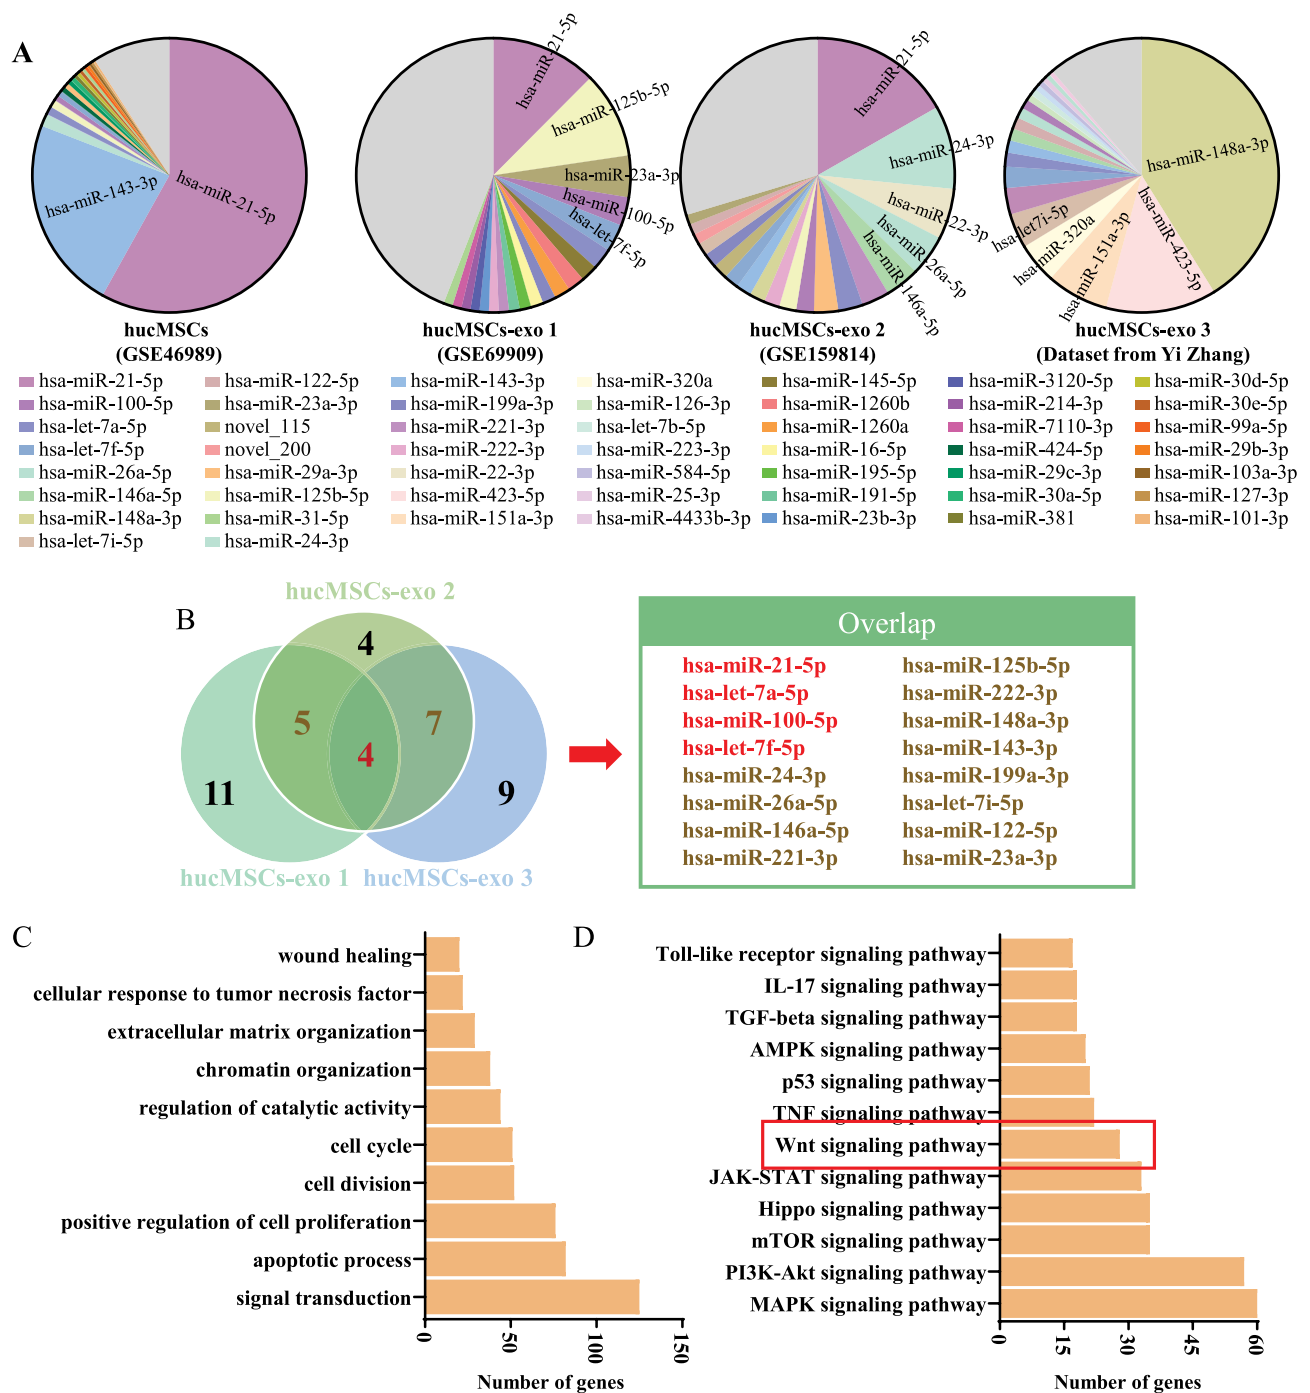 A
hsa-miR-143-3p
hsa-miR-21-5p
hsa-miR-21-5p
hsa-miR-125b-5p
hsa-miR-23a-3p
hsa-miR-100-5p
hsa-let-7f-5p
hsa-miR-21-5p
hsa-miR-24-3p
hsa-miR-22-3p
hsa-miR-26a-5p
hsa-miR-146a-5p
hsa-miR-148a-3p
hsa-miR-423-5p
hsa-miR-151a-3p
hsa-miR-320a
hsa-let7i-5p
hucMSCs
(GSE46989)
hucMSCs-exo 1
(GSE69909)
hucMSCs-exo 2
(GSE159814)
hucMSCs-exo 3
(Dataset from Yi Zhang)
hsa-miR-21-5p hsa-miR-122-5p hsa-miR-143-3p hsa-miR-320a hsa-miR-145-5p hsa-miR-3120-5p hsa-miR-30d-5p
hsa-miR-100-5p hsa-miR-23a-3p hsa-miR-199a-3p hsa-miR-126-3p hsa-miR-1260b hsa-miR-214-3p hsa-miR-30e-5p
hsa-let-7a-5p novel_115 hsa-miR-221-3p hsa-let-7b-5p hsa-miR-1260a hsa-miR-7110-3p hsa-miR-99a-5p
hsa-let-7f-5p novel_200 hsa-miR-222-3p hsa-miR-223-3p hsa-miR-16-5p hsa-miR-424-5p hsa-miR-29b-3p
hsa-miR-26a-5p hsa-miR-29a-3p hsa-miR-22-3p hsa-miR-584-5p hsa-miR-195-5p hsa-miR-29c-3p hsa-miR-103a-3p
hsa-miR-146a-5p hsa-miR-125b-5p hsa-miR-423-5p hsa-miR-25-3p hsa-miR-191-5p hsa-miR-30a-5p hsa-miR-127-3p
hsa-miR-148a-3p hsa-miR-31-5p hsa-miR-151a-3p hsa-miR-4433b-3p hsa-miR-23b-3p hsa-miR-381 hsa-miR-101-3p
hsa-let-7i-5p hsa-miR-24-3p
B
hucMSCs-exo 2
4
5
7
4
11
9
hucMSCs-exo 1
hucMSCs-exo 3
Overlap
hsa-miR-21-5p hsa-miR-125b-5p
hsa-let-7a-5p hsa-miR-222-3p
hsa-miR-100-5p hsa-miR-148a-3p
hsa-let-7f-5p hsa-miR-143-3p
hsa-miR-24-3p hsa-miR-199a-3p
hsa-miR-26a-5p hsa-let-7i-5p
hsa-miR-146a-5p hsa-miR-122-5p
hsa-miR-221-3p hsa-miR-23a-3p
C
wound healing
cellular response to tumor necrosis factor
extracellular matrix organization
chromatin organization
regulation of catalytic activity
cell cycle
cell division
positive regulation of cell proliferation
apoptotic process
signal transduction
0 50 100 150
Number of genes
D
Toll-like receptor signaling pathway
IL-17 signaling pathway
TGF-beta signaling pathway
AMPK signaling pathway
p53 signaling pathway
TNF signaling pathway
Wnt signaling pathway
JAK-STAT signaling pathway
Hippo signaling pathway
mTOR signaling pathway
PI3K-Akt signaling pathway
MAPK signaling pathway
0 15 30 45 60
Number of genes